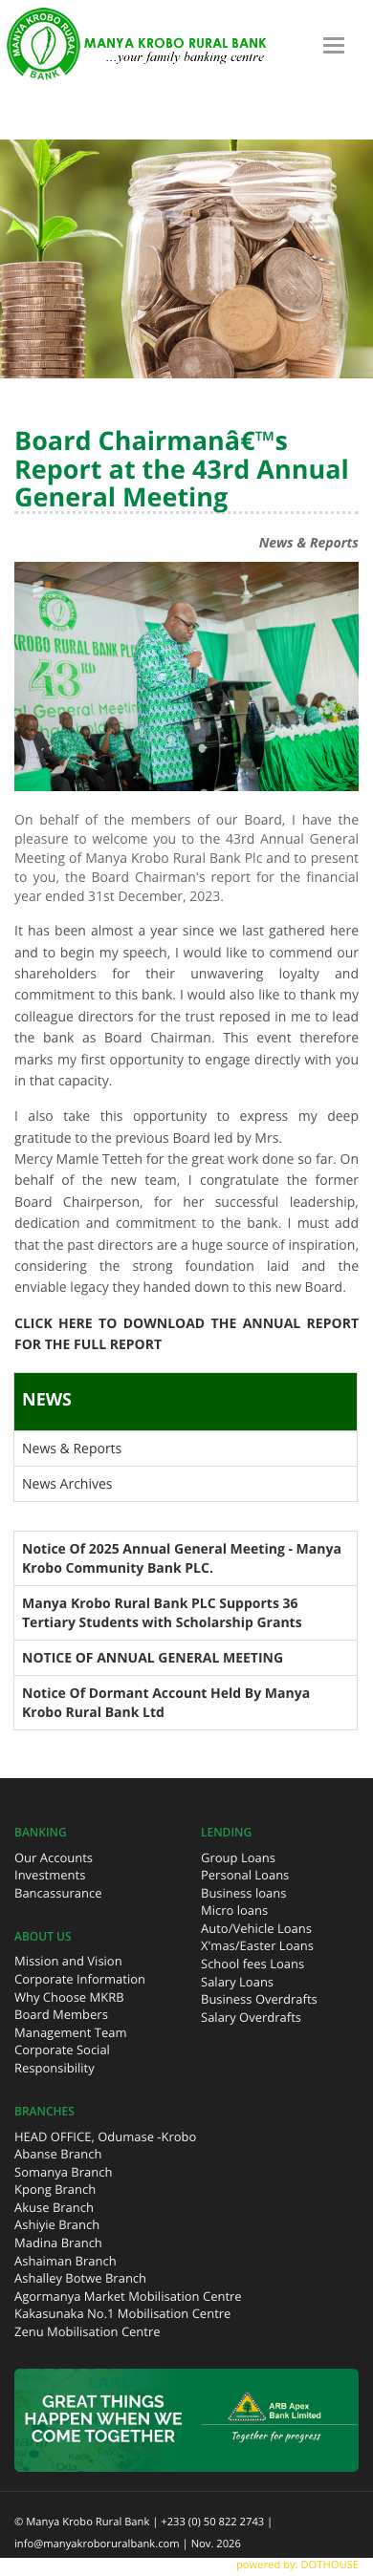 MANYA KROBO RURAL
BANK
MANYA KROBO RURAL BANK
...your family banking centre
Board Chairmanâ€™s
Report at the 43rd Annual
General Meeting
News & Reports
KROBO RURAL BANK PLC
43RD
On behalf of the members of our Board, I have the
pleasure to welcome you to the 43rd Annual General
Meeting of Manya Krobo Rural Bank Plc and to present
to you, the Board Chairman's report for the financial
year ended 31st December, 2023.
It has been almost a year since we last gathered here
and to begin my speech, I would like to commend our
shareholders for their unwavering loyalty and
commitment to this bank. I would also like to thank my
colleague directors for the trust reposed in me to lead
the bank as Board Chairman. This event therefore
marks my first opportunity to engage directly with you
in that capacity.
I also take this opportunity to express my deep
gratitude to the previous Board led by Mrs.
Mercy Mamle Tetteh for the great work done so far. On
behalf of the new team, I congratulate the former
Board Chairperson, for her successful leadership,
dedication and commitment to the bank. I must add
that the past directors are a huge source of inspiration,
considering the strong foundation laid and the
enviable legacy they handed down to this new Board.
CLICK HERE TO DOWNLOAD THE ANNUAL REPORT
FOR THE FULL REPORT
NEWS
News & Reports
News Archives
Notice Of 2025 Annual General Meeting - Manya
Krobo Community Bank PLC.
Manya Krobo Rural Bank PLC Supports 36
Tertiary Students with Scholarship Grants
NOTICE OF ANNUAL GENERAL MEETING
Notice Of Dormant Account Held By Manya
Krobo Rural Bank Ltd
BANKING
Our Accounts
Investments
Bancassurance
LENDING
Group Loans
Personal Loans
Business loans
Micro loans
Auto/Vehicle Loans
X'mas/Easter Loans
School fees Loans
Salary Loans
Business Overdrafts
Salary Overdrafts
ABOUT US
Mission and Vision
Corporate Information
Why Choose MKRB
Board Members
Management Team
Corporate Social
Responsibility
BRANCHES
HEAD OFFICE, Odumase -Krobo
Abanse Branch
Somanya Branch
Kpong Branch
Akuse Branch
Ashiyie Branch
Madina Branch
Ashaiman Branch
Ashalley Botwe Branch
Agormanya Market Mobilisation Centre
Kakasunaka No.1 Mobilisation Centre
Zenu Mobilisation Centre
GREAT THINGS
HAPPEN WHEN WE
COME TOGETHER
ARB Apex
Bank Limited
Together for progress
© Manya Krobo Rural Bank | +233 (0) 50 822 2743 |
info@manyakroboruralbank.com | Nov. 2026
powered by: DOTHOUSE